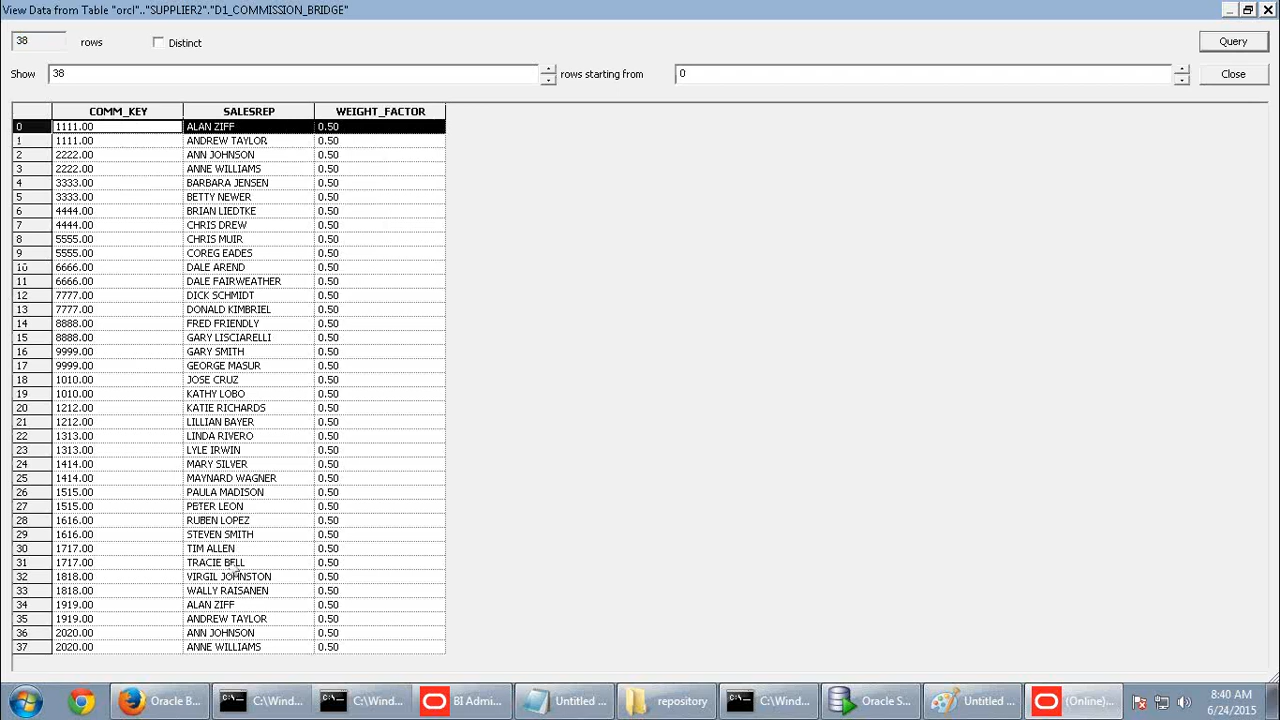 View Data from Table "orcl".."SUPPLIER2"."D1_COMMISSION_BRIDGE"
38 rows Distinct Query
Show 38 rows starting from 0 Close
COMM_KEY SALESREP WEIGHT_FACTOR
0 1111.00 ALAN ZIFF 0.50
1 1111.00 ANDREW TAYLOR 0.50
2 2222.00 ANN JOHNSON 0.50
3 2222.00 ANNE WILLIAMS 0.50
4 3333.00 BARBARA JENSEN 0.50
5 3333.00 BETTY NEWER 0.50
6 4444.00 BRIAN LIEDTKE 0.50
7 4444.00 CHRIS DREW 0.50
8 5555.00 CHRIS MUIR 0.50
9 5555.00 COREG EADES 0.50
10 6666.00 DALE AREND 0.50
11 6666.00 DALE FAIRWEATHER 0.50
12 7777.00 DICK SCHMIDT 0.50
13 7777.00 DONALD KIMBRIEL 0.50
14 8888.00 FRED FRIENDLY 0.50
15 8888.00 GARY LISCIARELLI 0.50
16 9999.00 GARY SMITH 0.50
17 9999.00 GEORGE MASUR 0.50
18 1010.00 JOSE CRUZ 0.50
19 1010.00 KATHY LOBO 0.50
20 1212.00 KATIE RICHARDS 0.50
21 1212.00 LILLIAN BAYER 0.50
22 1313.00 LINDA RIVERO 0.50
23 1313.00 LYLE IRWIN 0.50
24 1414.00 MARY SILVER 0.50
25 1414.00 MAYNARD WAGNER 0.50
26 1515.00 PAULA MADISON 0.50
27 1515.00 PETER LEON 0.50
28 1616.00 RUBEN LOPEZ 0.50
29 1616.00 STEVEN SMITH 0.50
30 1717.00 TIM ALLEN 0.50
31 1717.00 TRACIE BELL 0.50
32 1818.00 VIRGIL JOHNSTON 0.50
33 1818.00 WALLY RAISANEN 0.50
34 1919.00 ALAN ZIFF 0.50
35 1919.00 ANDREW TAYLOR 0.50
36 2020.00 ANN JOHNSON 0.50
37 2020.00 ANNE WILLIAMS 0.50
Oracle B... C:\Wind... C:\Wind... BI Admi... Untitled ... repository C:\Wind... Oracle S... Untitled ... (Online)... 8:40 AM
6/24/2015